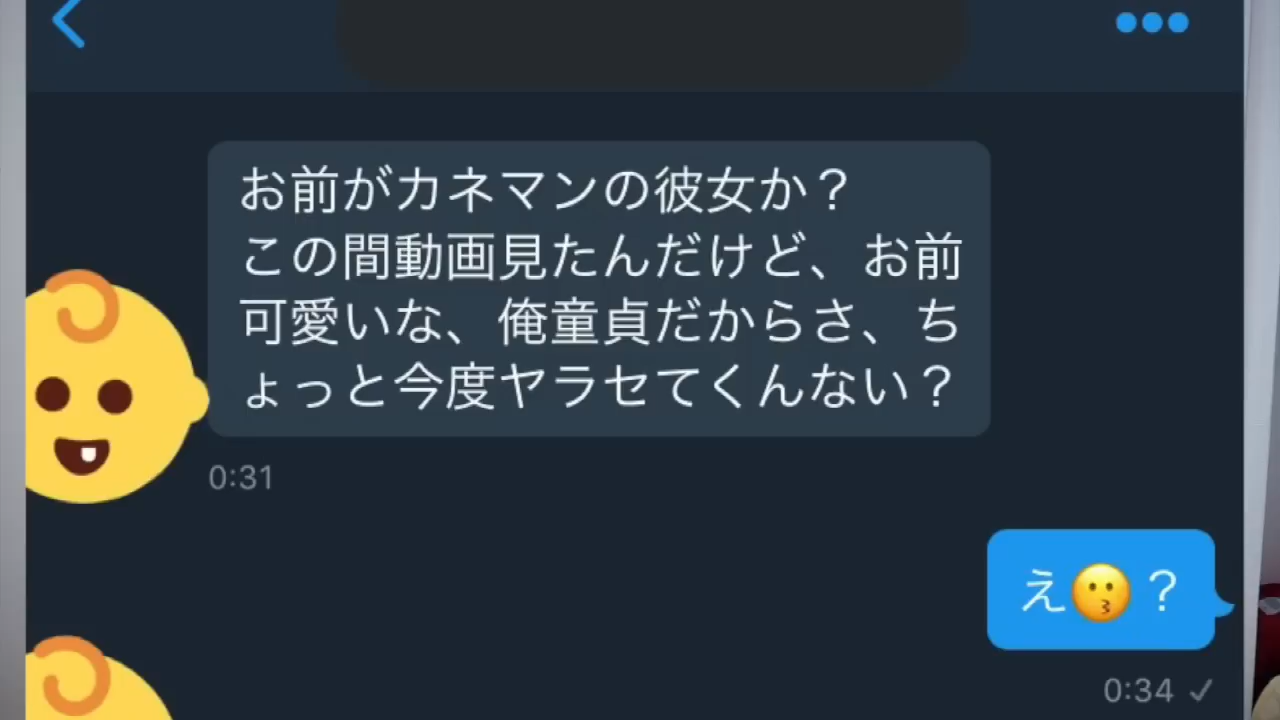 お前がカネマンの彼女か？
この間動画見たんだけど、お前
可愛いな、俺童貞だからさ、ち
ょっと今度ヤラセてくんない？
0:31
え😗？
0:34 ✓